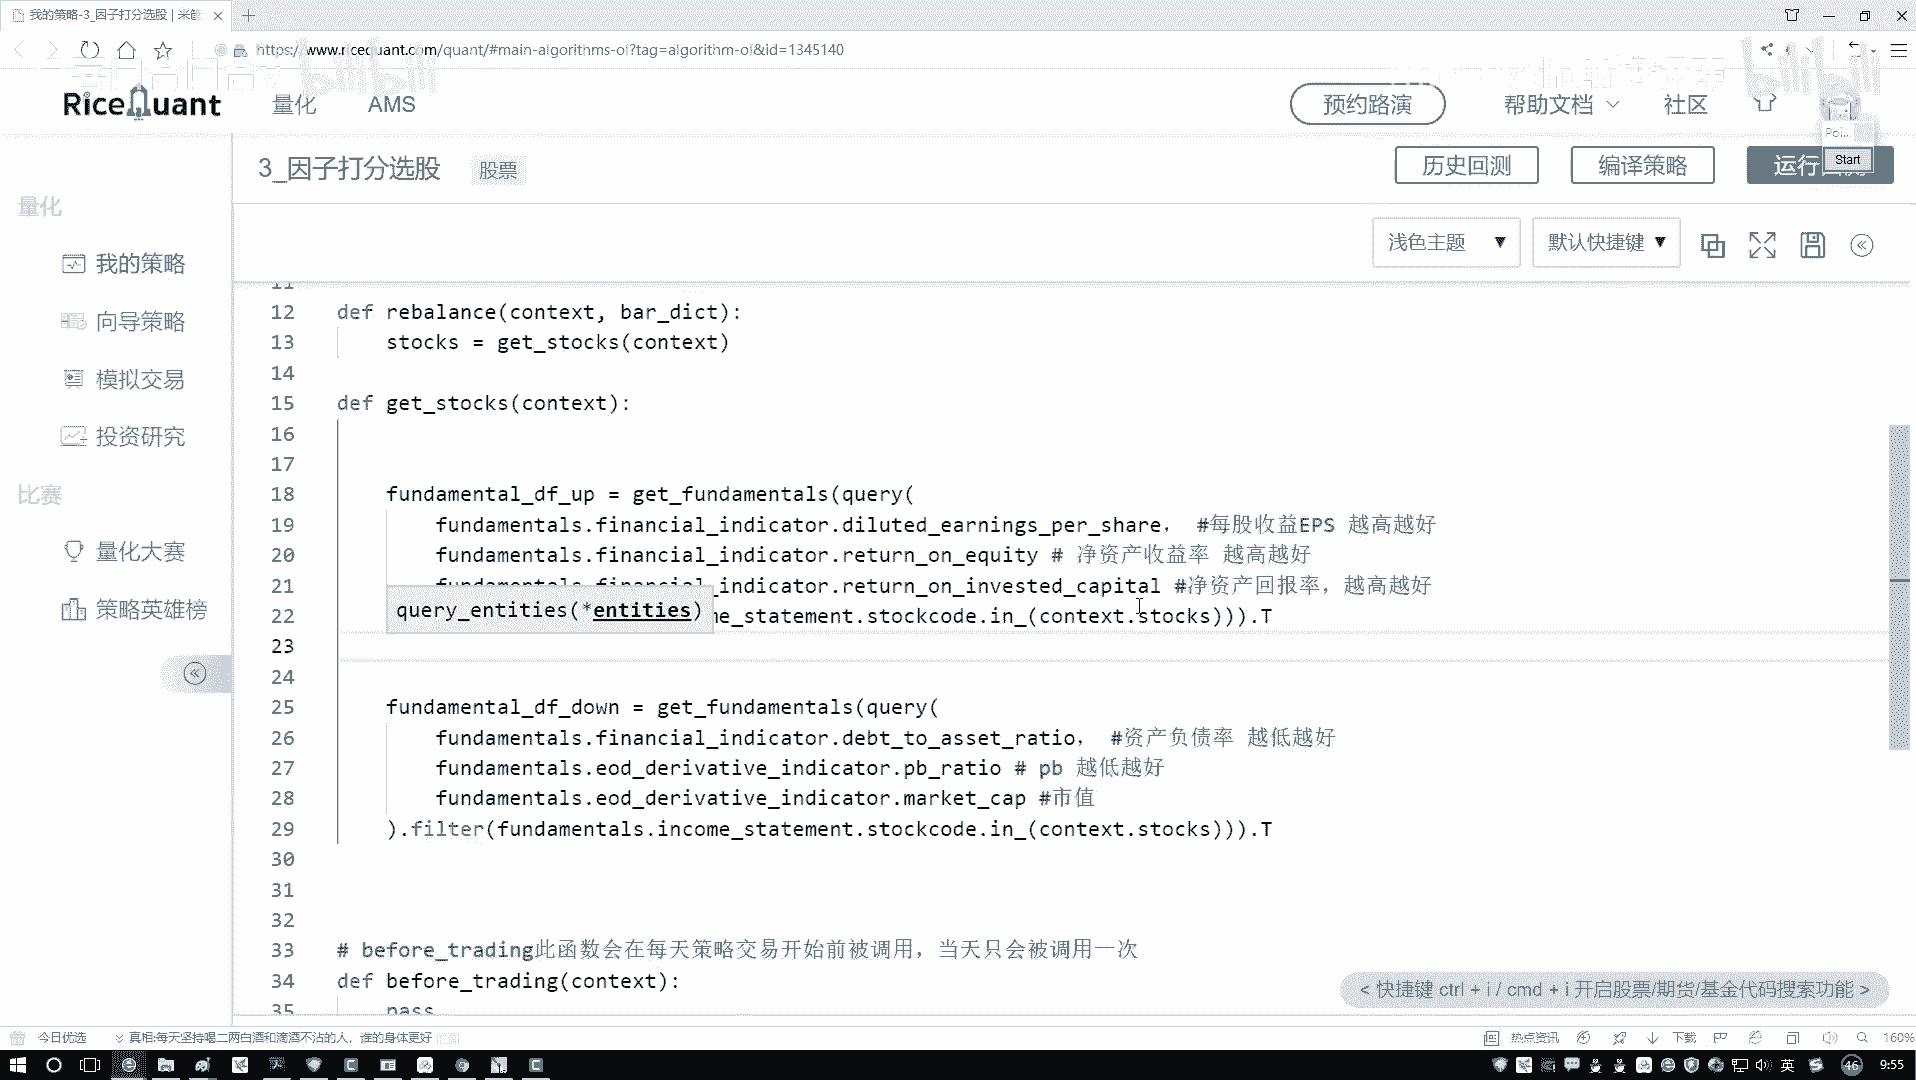 我的策略-3_因子打分选股 | 米筐
https://www.ricequant.com/quant/#main-algorithms-ol?tag=algorithm-ol&id=1345140
bilibili
bilibili
RiceQuant
量化
AMS
预约路演
帮助文档
社区
Poi...
Start
3_因子打分选股
股票
历史回测
编译策略
运行回测
量化
我的策略
向导策略
模拟交易
投资研究
比赛
量化大赛
策略英雄榜
浅色主题 ▼
默认快捷键 ▼
11
12 def rebalance(context, bar_dict):
13 stocks = get_stocks(context)
14
15 def get_stocks(context):
16
17
18 fundamental_df_up = get_fundamentals(query(
19 fundamentals.financial_indicator.diluted_earnings_per_share, #每股收益EPS 越高越好
20 fundamentals.financial_indicator.return_on_equity # 净资产收益率 越高越好
21 fundamentals.financial_indicator.return_on_invested_capital #净资产回报率，越高越好
query_entities(*entities)
22 me_statement.stockcode.in_(context.stocks))).T
23
24
25 fundamental_df_down = get_fundamentals(query(
26 fundamentals.financial_indicator.debt_to_asset_ratio, #资产负债率 越低越好
27 fundamentals.eod_derivative_indicator.pb_ratio # pb 越低越好
28 fundamentals.eod_derivative_indicator.market_cap #市值
29 ).filter(fundamentals.income_statement.stockcode.in_(context.stocks))).T
30
31
32
33 # before_trading此函数会在每天策略交易开始前被调用，当天只会被调用一次
34 def before_trading(context):
35 pass
< 快捷键 ctrl + i / cmd + i 开启股票/期货/基金代码搜索功能 >
今日优选
真相:每天坚持喝二两白酒和滴酒不沾的人，谁的身体更好
热点资讯
下载
160%
英
46
9:55